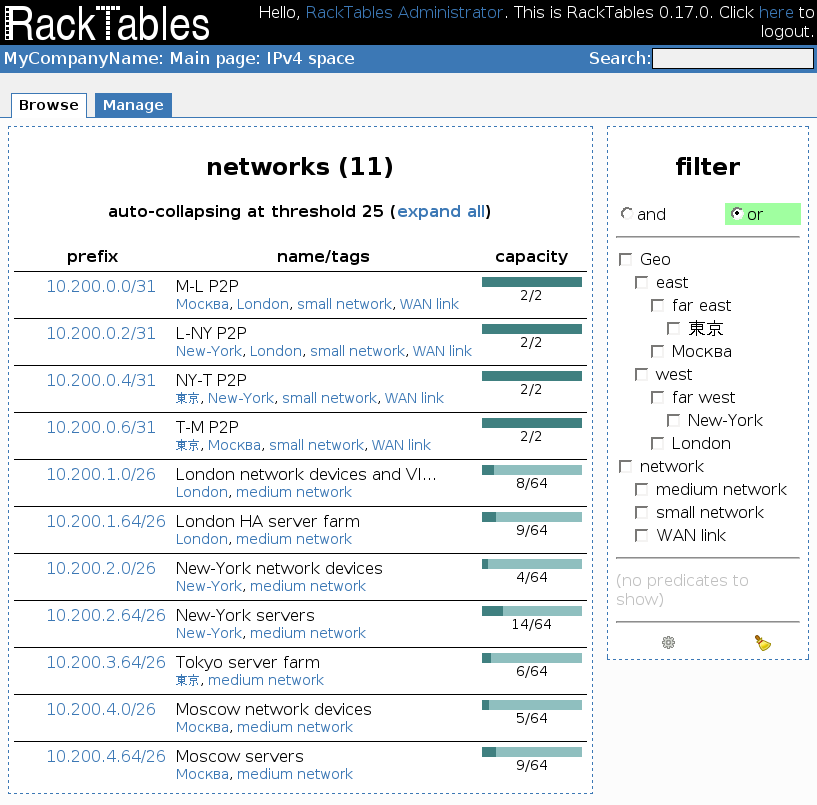 RackTables
Hello, RackTables Administrator. This is RackTables 0.17.0. Click here to
logout.
MyCompanyName: Main page: IPv4 space
Search:
Browse
Manage
networks (11)
auto-collapsing at threshold 25 (expand all)
prefix name/tags capacity
10.200.0.0/31 M-L P2P
Москва, London, small network, WAN link
2/2
10.200.0.2/31 L-NY P2P
New-York, London, small network, WAN link
2/2
10.200.0.4/31 NY-T P2P
東京, New-York, small network, WAN link
2/2
10.200.0.6/31 T-M P2P
東京, Москва, small network, WAN link
2/2
10.200.1.0/26 London network devices and VI...
London, medium network
8/64
10.200.1.64/26 London HA server farm
London, medium network
9/64
10.200.2.0/26 New-York network devices
New-York, medium network
4/64
10.200.2.64/26 New-York servers
New-York, medium network
14/64
10.200.3.64/26 Tokyo server farm
東京, medium network
6/64
10.200.4.0/26 Moscow network devices
Москва, medium network
5/64
10.200.4.64/26 Moscow servers
Москва, medium network
9/64
filter
and
or
Geo
east
far east
東京
Москва
west
far west
New-York
London
network
medium network
small network
WAN link
(no predicates to
show)